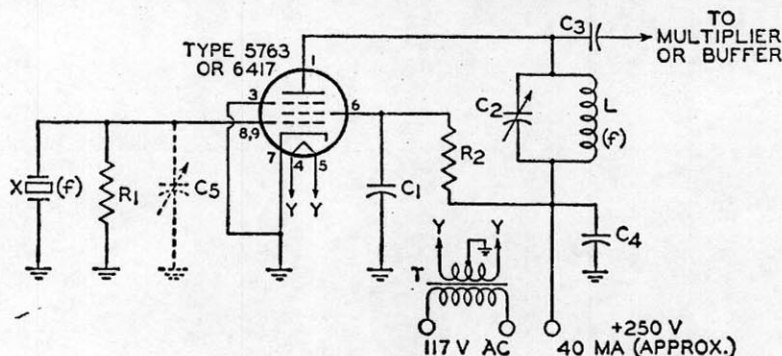 TYPE 5763
OR 6417
C3
TO
MULTIPLIER
OR BUFFER
1
3
8,9
6
7
4
5
X
(f)
R1
C5
Y
Y
C1
R2
C2
L
(f)
C4
Y
Y
T
117 V AC
+250 V
40 MA (APPROX.)